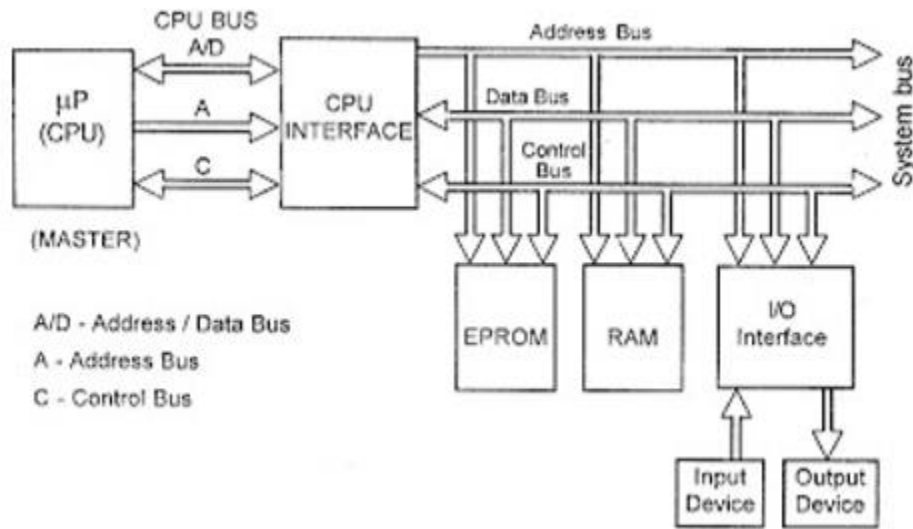 CPU BUS
A/D
Address Bus
μP
(CPU)
A
CPU
INTERFACE
Data Bus
C
Control
Bus
System bus
(MASTER)
A/D - Address / Data Bus
A - Address Bus
C - Control Bus
EPROM
RAM
I/O
Interface
Input
Device
Output
Device